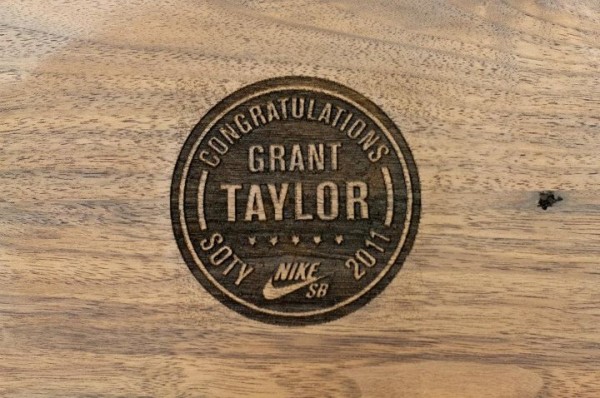 CONGRATULATIONS
GRANT
TAYLOR
SOTY 2011
NIKE
SB